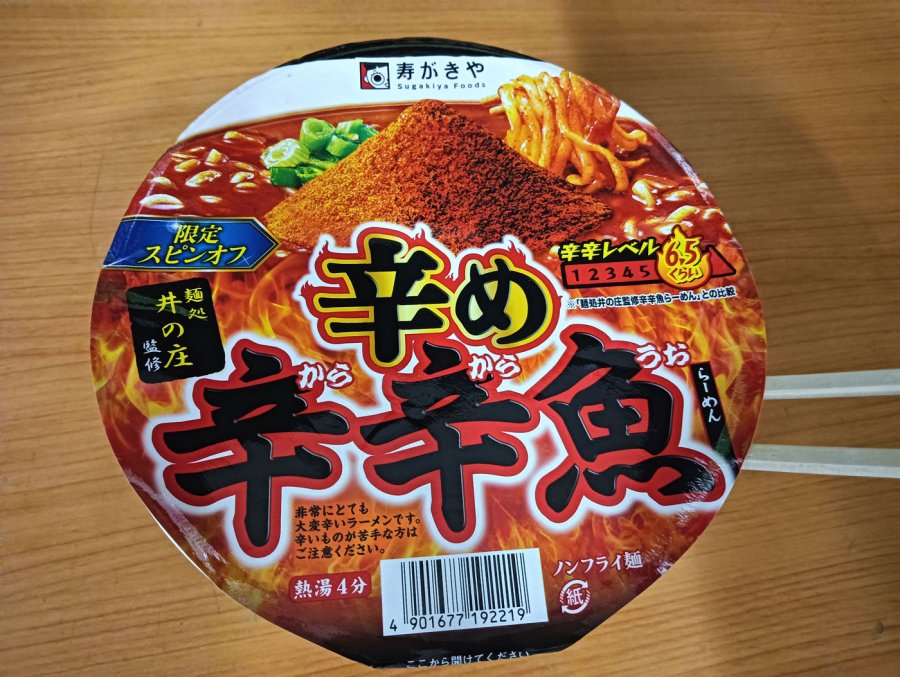 寿がきや
Sugakiya Foods
限定
スピンオフ
辛辛レベル
1 2 3 4 5
6.5
くらい
※「麺処井の庄監修辛辛魚らーめん」との比較
麺処
井の庄
監修
辛め
から から うお
辛辛魚
らーめん
非常にとても
大変辛いラーメンです。
辛いものが苦手な方は
ご注意ください。
熱湯4分
ノンフライ麺
紙
4 901677 192219
ここから開けてください